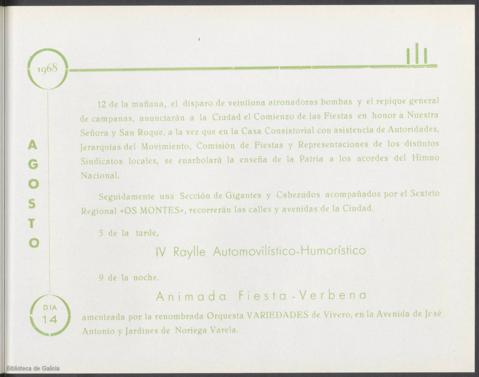 1968
12 de la mañana, el disparo de veintiuna atronadoras bombas y el repique general
de campanas, anunciarán a la Ciudad el Comienzo de las Fiestas en honor a Nuestra
Señora y San Roque, a la vez que en la Casa Consistorial con asistencia de Autoridades,
Jerarquías del Movimiento, Comisión de Fiestas y Representaciones de los distintos
Sindicatos locales, se enarbolará la enseña de la Patria a los acordes del Himno
Nacional.
Seguidamente una Sección de Gigantes y Cabezudos acompañados por el Sexteto
Regional «OS MONTES», recorrerán las calles y avenidas de la Ciudad.
AGOSTO
5 de la tarde,
IV Raylle Automovilístico-Humorístico
9 de la noche.
Animada Fiesta-Verbena
DIA
14
amenizada por la renombrada Orquesta VARIEDADES de Vivero, en la Avenida de José
Antonio y Jardines de Noriega Varela.
Biblioteca de Galicia